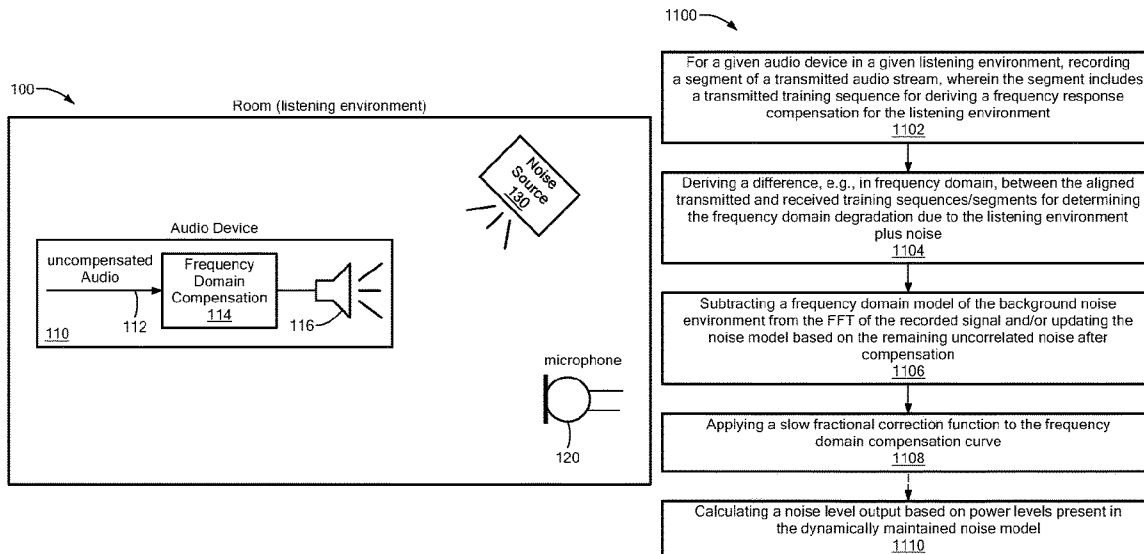 100
Room (listening environment)
Noise
Source
130
Audio Device
uncompensated
Audio
Frequency
Domain
Compensation
114
112
116
110
microphone
120
1100
For a given audio device in a given listening environment, recording
a segment of a transmitted audio stream, wherein the segment includes
a transmitted training sequence for deriving a frequency response
compensation for the listening environment
1102
Deriving a difference, e.g., in frequency domain, between the aligned
transmitted and received training sequences/segments for determining
the frequency domain degradation due to the listening environment
plus noise
1104
Subtracting a frequency domain model of the background noise
environment from the FFT of the recorded signal and/or updating the
noise model based on the remaining uncorrelated noise after
compensation
1106
Applying a slow fractional correction function to the frequency
domain compensation curve
1108
Calculating a noise level output based on power levels present in
the dynamically maintained noise model
1110